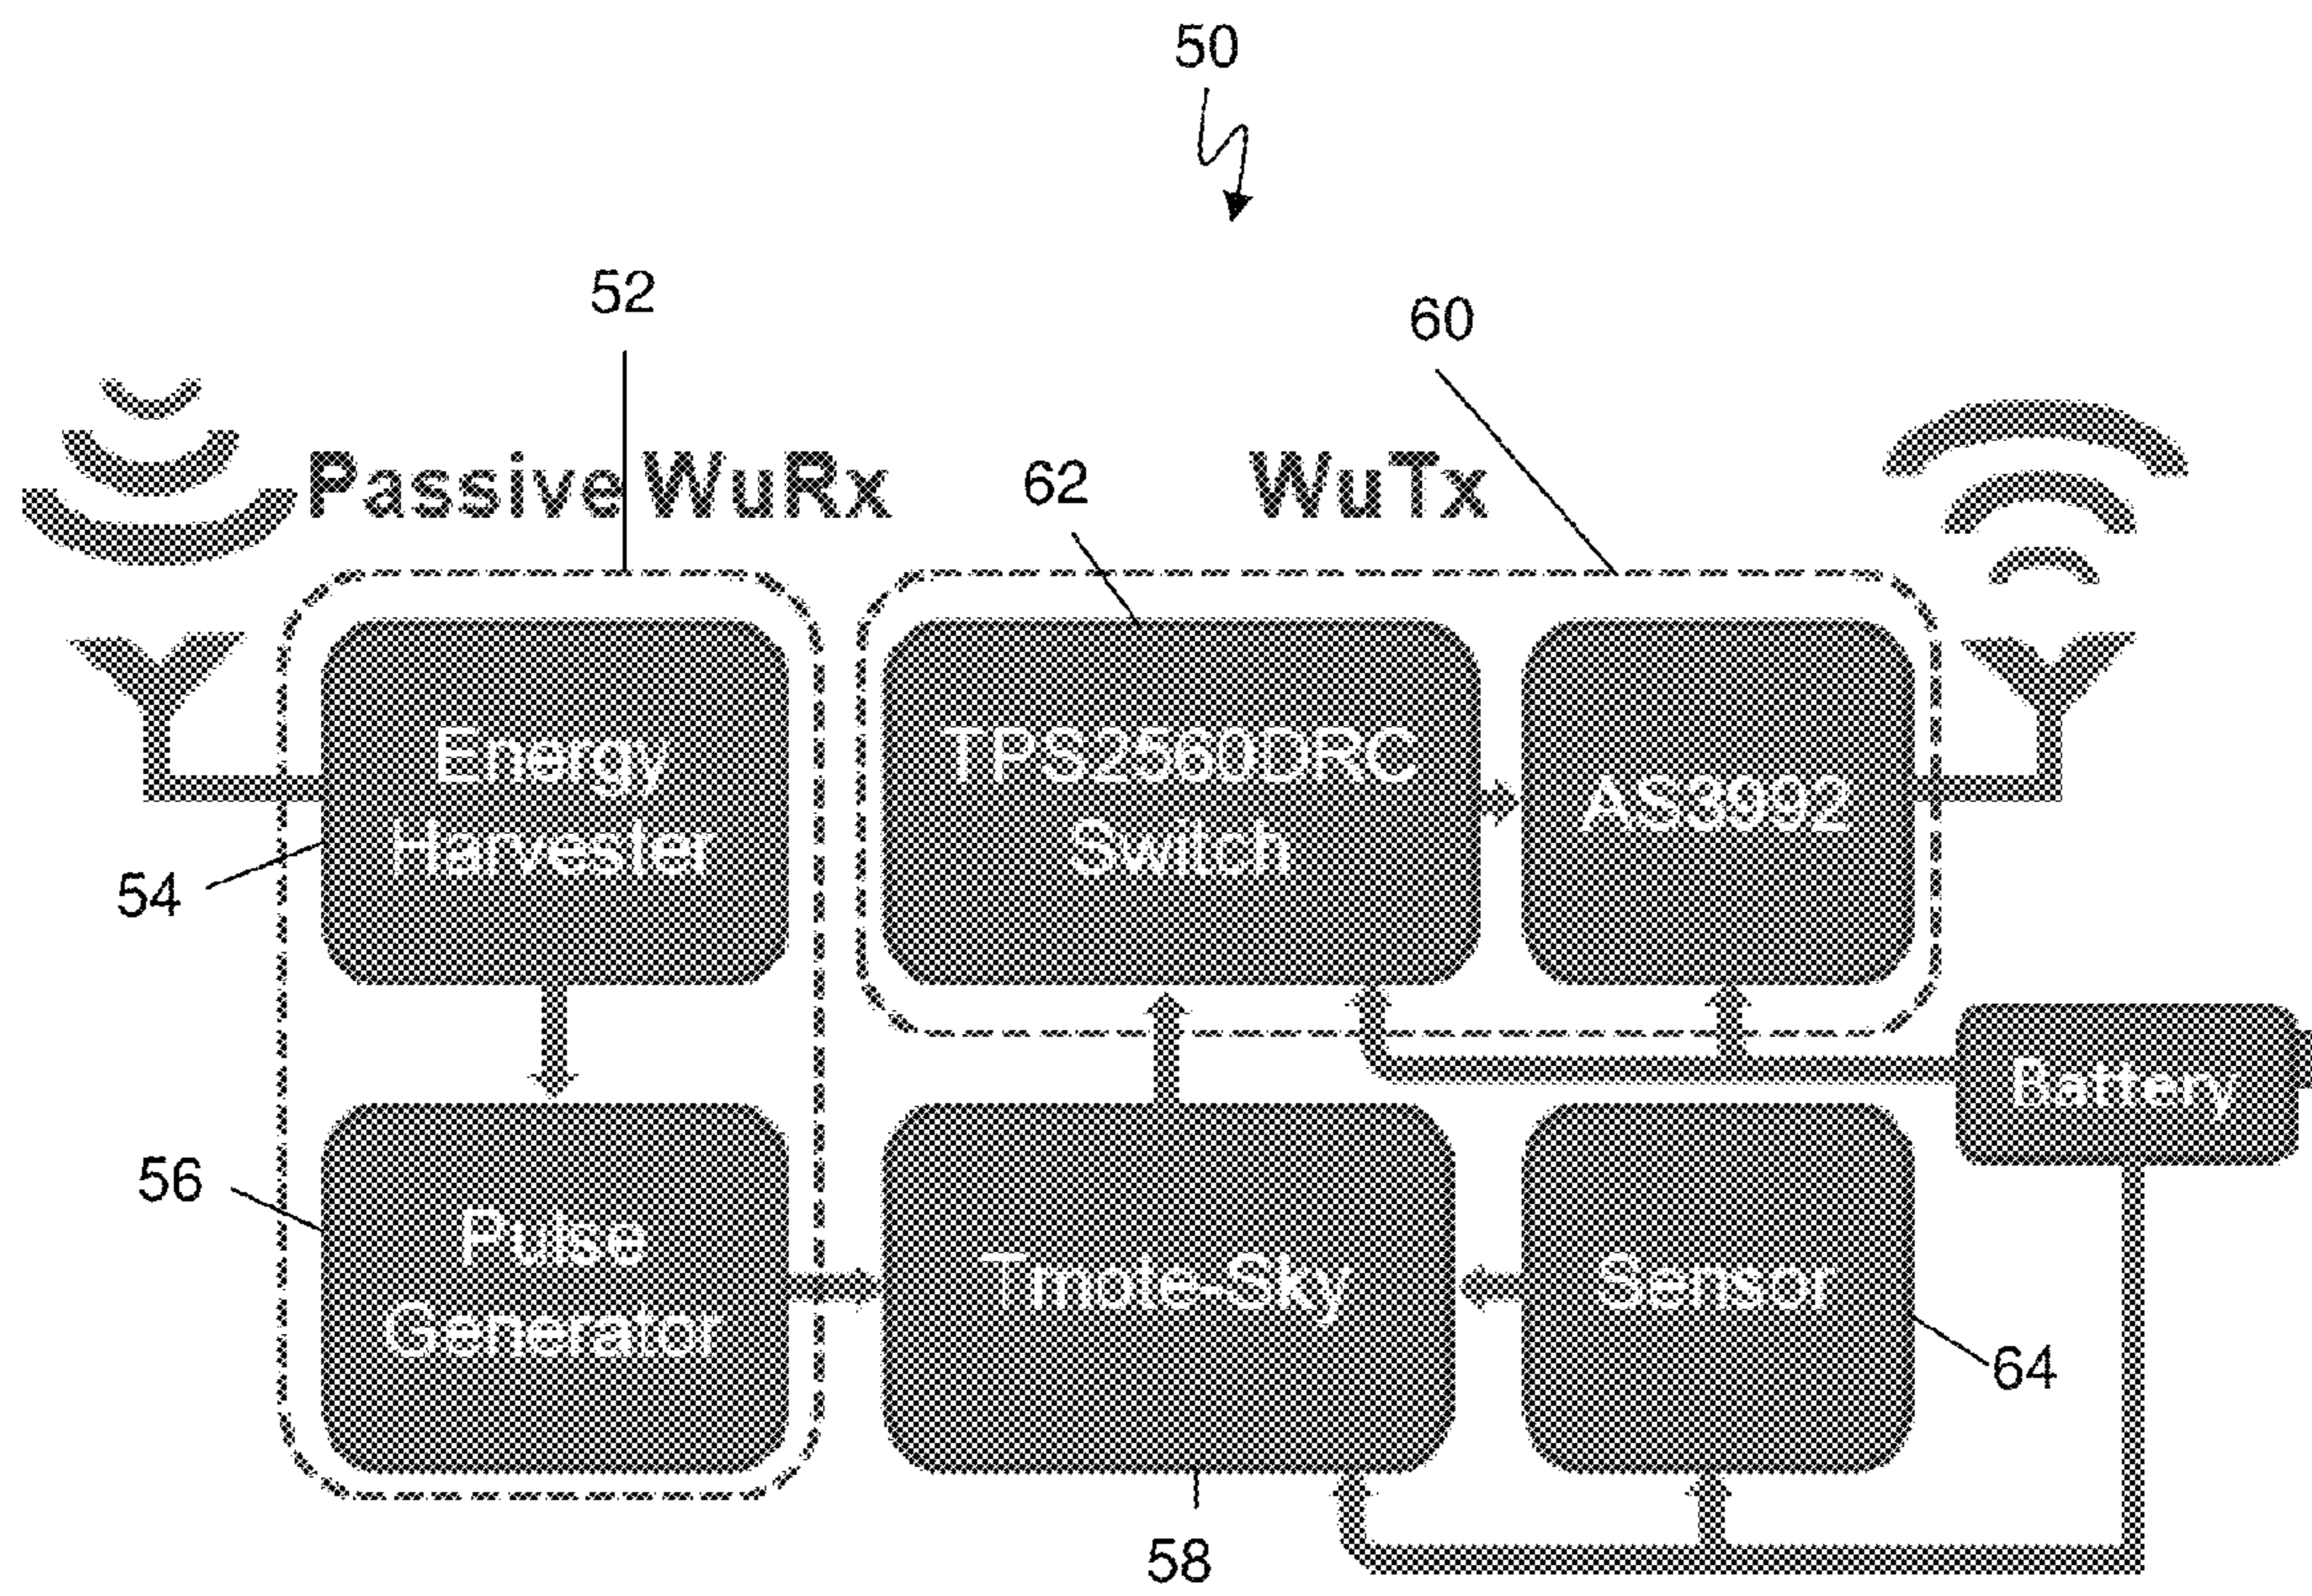 50
52
60
Passive WuRx
62
WuTx
Energy
Harvester
TPS2560DRC
Switch
AS3992
54
Battery
56
Pulse
Generator
Tmote-Sky
Sensor
64
58